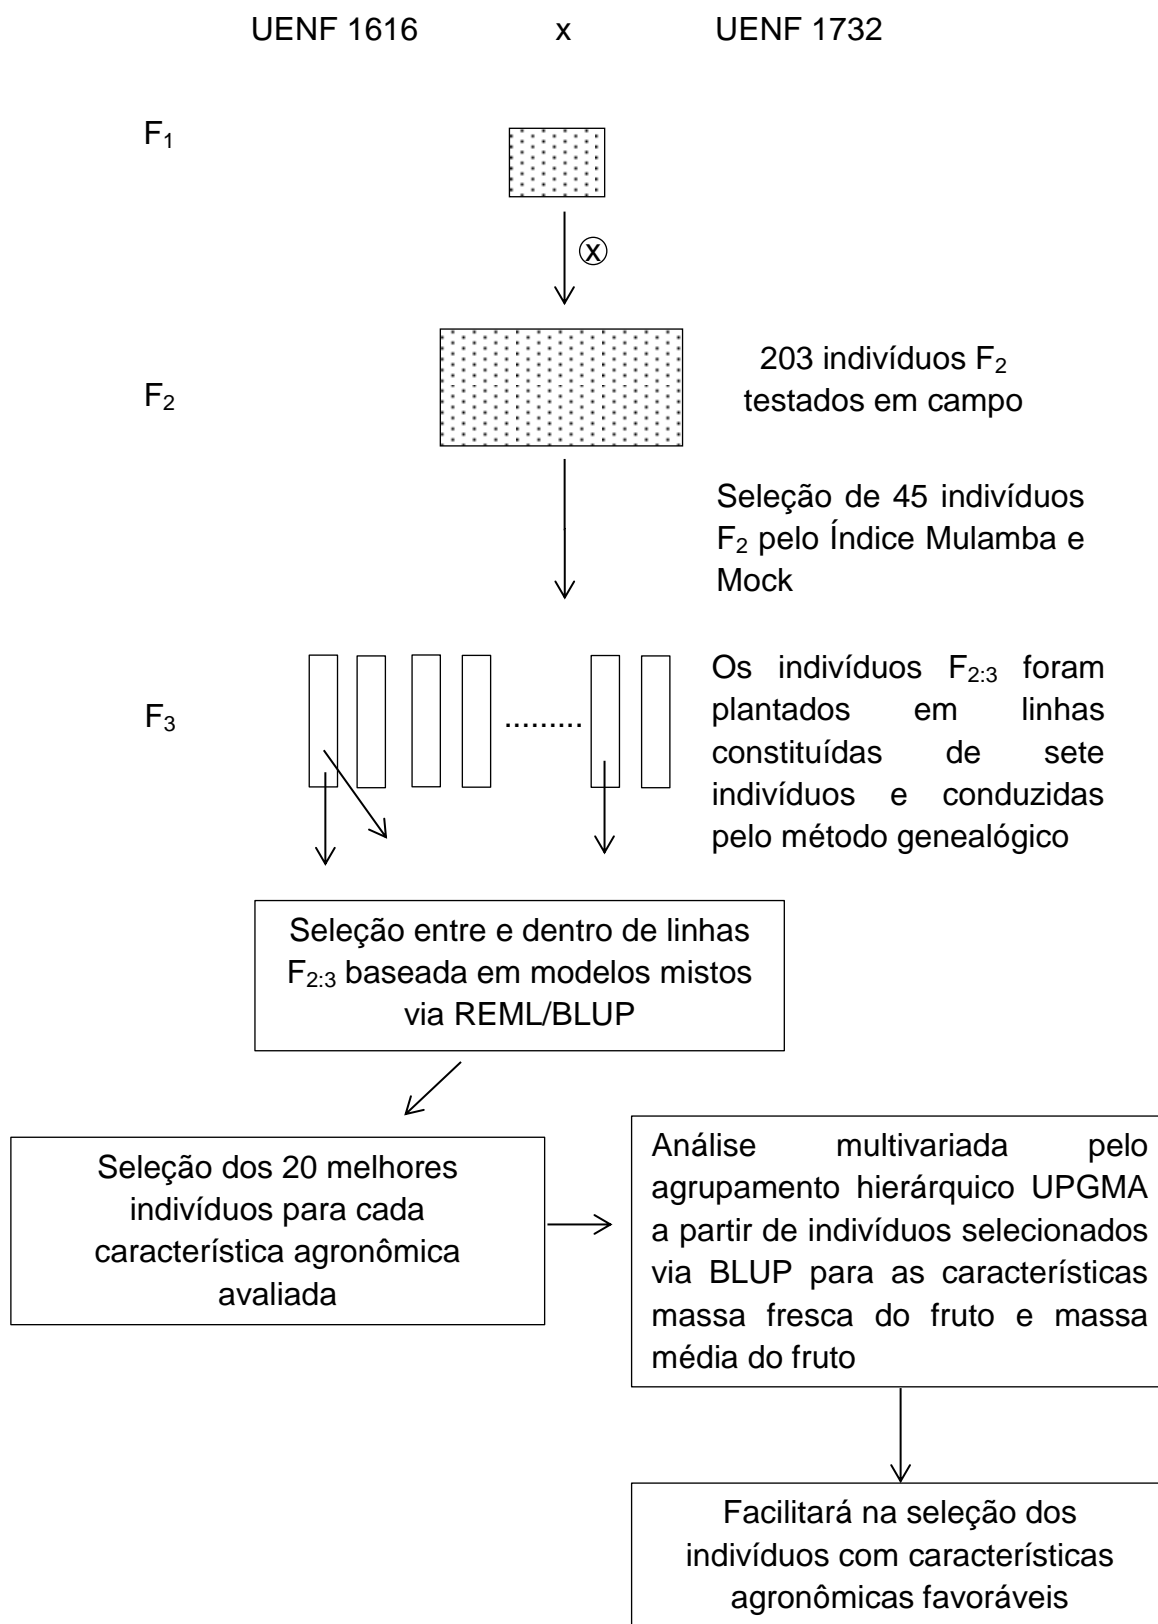 UENF 1616 x UENF 1732
F1
ⓧ
F2
203 indivíduos F2
testados em campo
Seleção de 45 indivíduos
F2 pelo Índice Mulamba e
Mock
F3
.........
Os indivíduos F2:3 foram
plantados em linhas
constituídas de sete
indivíduos e conduzidas
pelo método genealógico
Seleção entre e dentro de linhas
F2:3 baseada em modelos mistos
via REML/BLUP
Seleção dos 20 melhores
indivíduos para cada
característica agronômica
avaliada
Análise multivariada pelo
agrupamento hierárquico UPGMA
a partir de indivíduos selecionados
via BLUP para as características
massa fresca do fruto e massa
média do fruto
Facilitará na seleção dos
indivíduos com características
agronômicas favoráveis